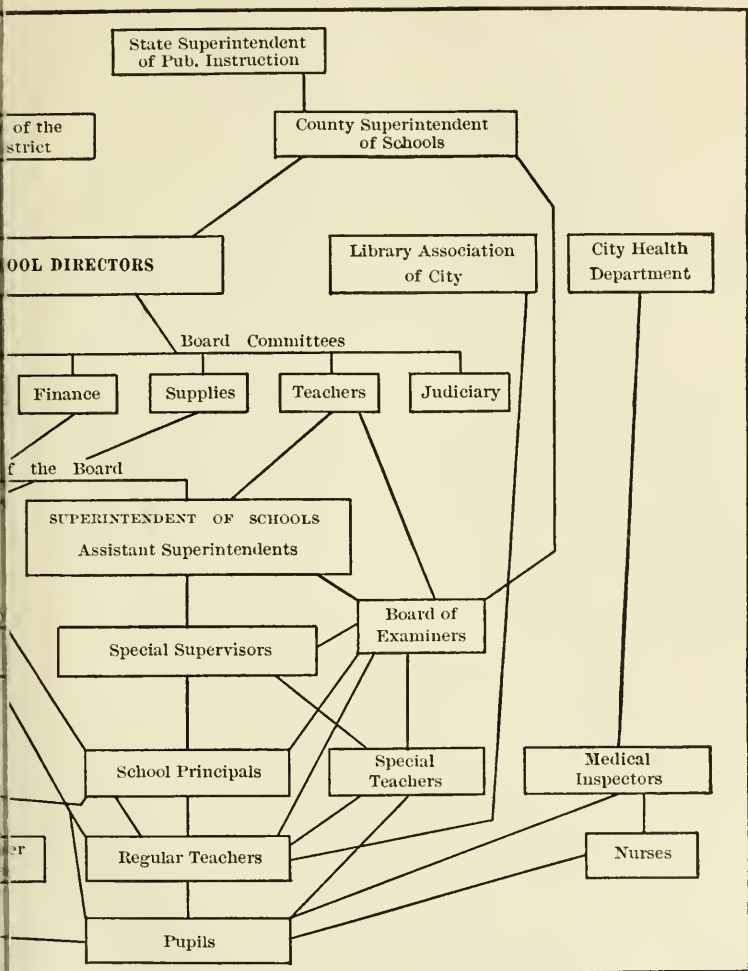 State Superintendent
of Pub. Instruction
of the
strict
County Superintendent
of Schools
OOL DIRECTORS
Library Association
of City
City Health
Department
Board Committees
Finance
Supplies
Teachers
Judiciary
f the Board
SUPERINTENDENT OF SCHOOLS
Assistant Superintendents
Board of
Examiners
Special Supervisors
School Principals
Special
Teachers
Medical
Inspectors
er
Regular Teachers
Nurses
Pupils